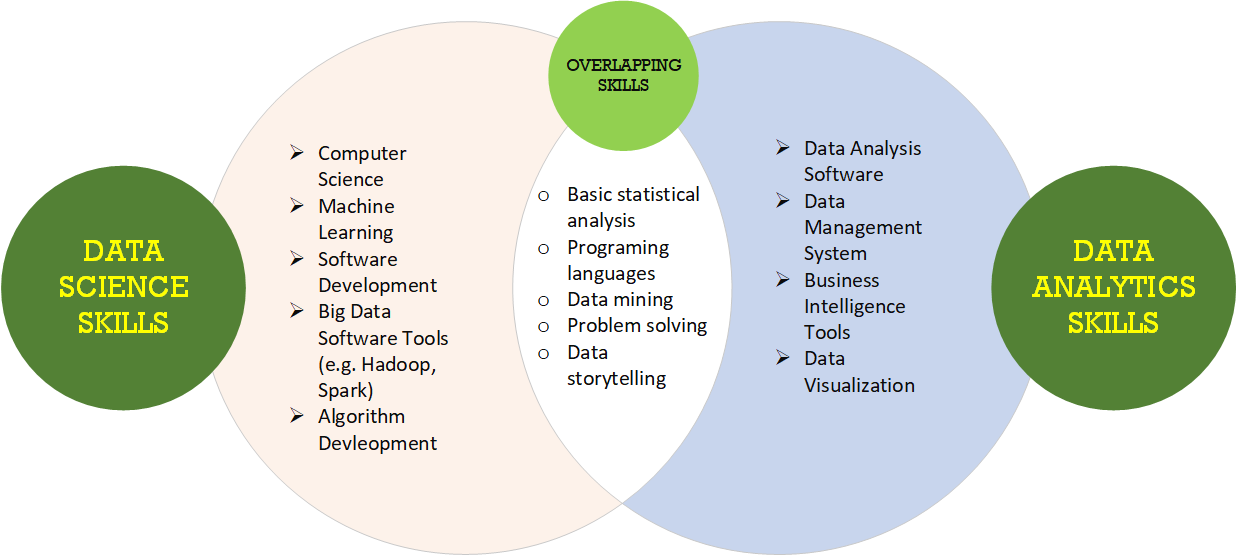 OVERLAPPING
SKILLS
DATA
SCIENCE
SKILLS
➢ Computer
Science
➢ Machine
Learning
➢ Software
Development
➢ Big Data
Software Tools
(e.g. Hadoop,
Spark)
➢ Algorithm
Devleopment
o Basic statistical
analysis
o Programing
languages
o Data mining
o Problem solving
o Data
storytelling
➢ Data Analysis
Software
➢ Data
Management
System
➢ Business
Intelligence
Tools
➢ Data
Visualization
DATA
ANALYTICS
SKILLS